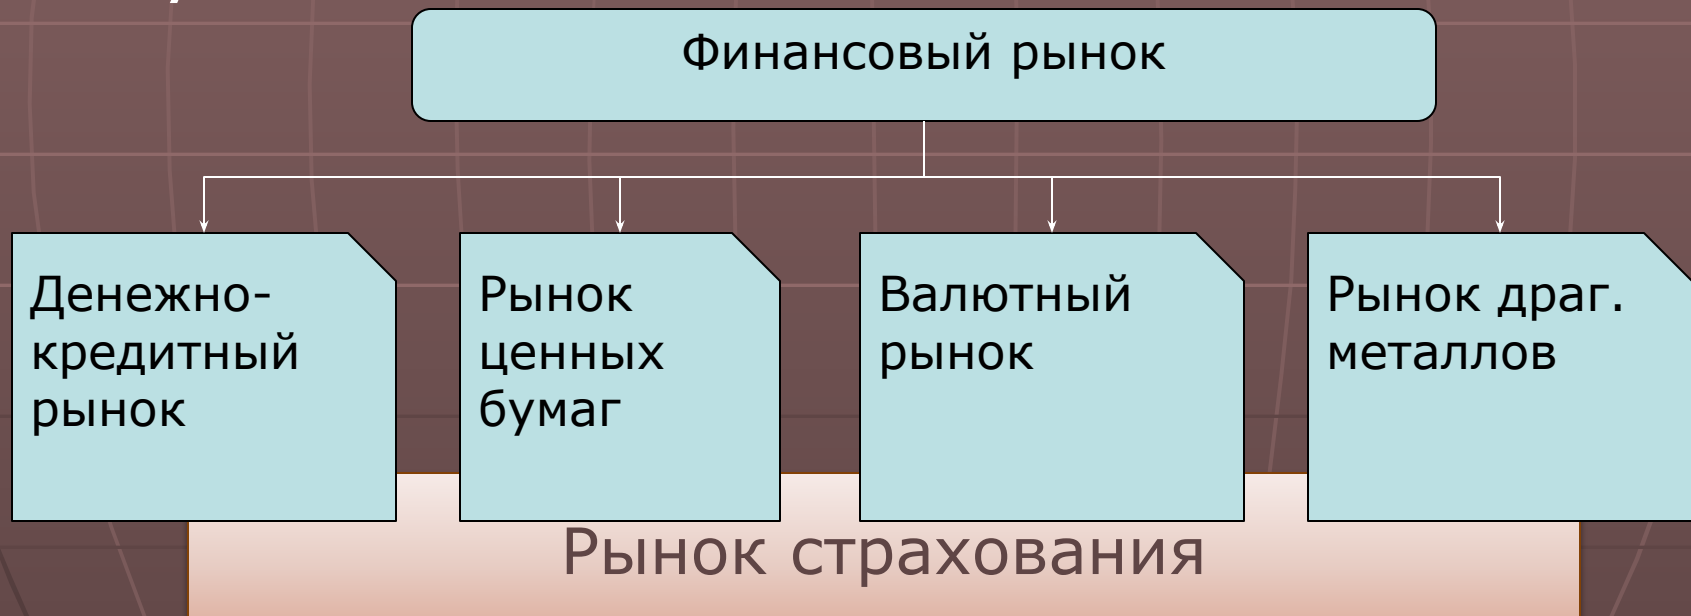 Финансовый рынок
Денежно-
кредитный
рынок
Рынок
ценных
бумаг
Валютный
рынок
Рынок драг.
металлов
Рынок страхования